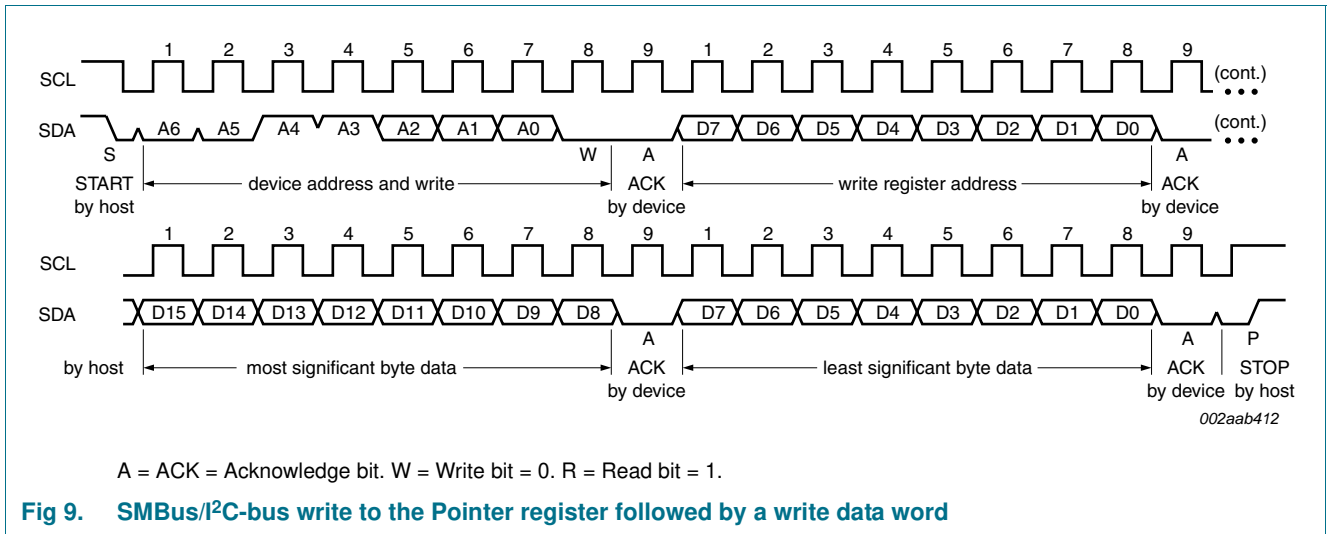 1 2 3 4 5 6 7 8 9 1 2 3 4 5 6 7 8 9
SCL (cont.)
SDA A6 A5 A4 A3 A2 A1 A0 D7 D6 D5 D4 D3 D2 D1 D0 (cont.)
S W A A
START device address and write ACK write register address ACK
by host by device by device
1 2 3 4 5 6 7 8 9 1 2 3 4 5 6 7 8 9
SCL
SDA D15 D14 D13 D12 D11 D10 D9 D8 D7 D6 D5 D4 D3 D2 D1 D0
A A P
by host most significant byte data ACK least significant byte data ACK STOP
by device by device by host
002aab412
A = ACK = Acknowledge bit. W = Write bit = 0. R = Read bit = 1.
Fig 9. SMBus/I²C-bus write to the Pointer register followed by a write data word